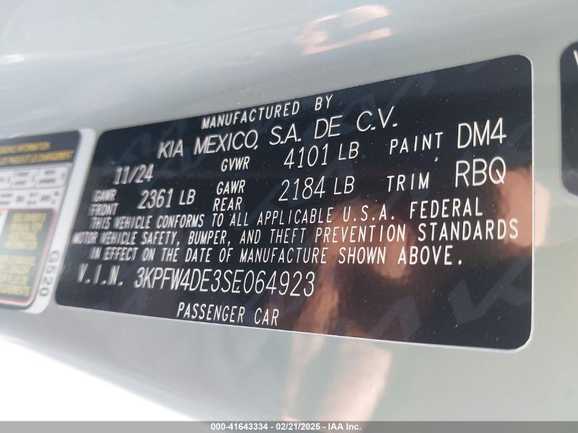 MANUFACTURED BY
KIA MEXICO, S.A. DE C.V.
11/24 GVWR 4101 LB PAINT DM4
GAWR FRONT 2361 LB GAWR REAR 2184 LB TRIM RBQ
THIS VEHICLE CONFORMS TO ALL APPLICABLE U.S.A. FEDERAL
MOTOR VEHICLE SAFETY, BUMPER, AND THEFT PREVENTION STANDARDS
IN EFFECT ON THE DATE OF MANUFACTURE SHOWN ABOVE.
V.I.N. 3KPFW4DE3SE064923
PASSENGER CAR
G520
000-41643334 - 02/21/2025 - IAA Inc.